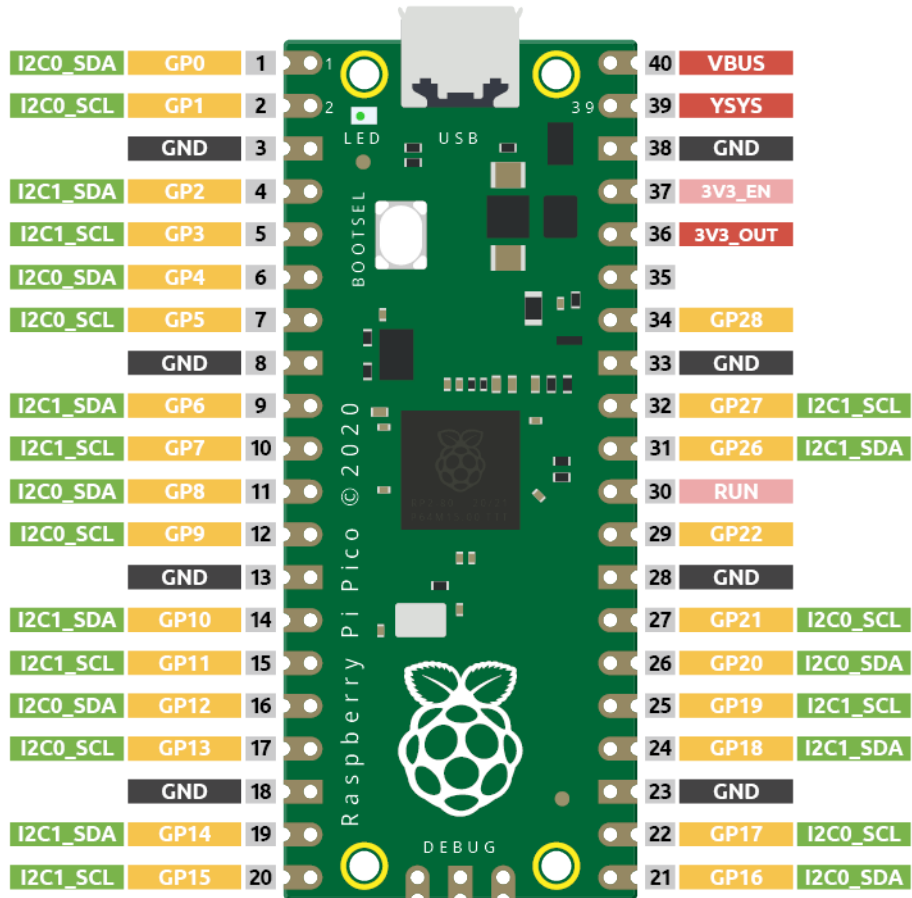 I2C0_SDA GP0 1 1 40 VBUS
I2C0_SCL GP1 2 2 39 39 YSYS
GND 3 LED USB 38 GND
I2C1_SDA GP2 4 37 3V3_EN
I2C1_SCL GP3 5 BOOTSEL 36 3V3_OUT
I2C0_SDA GP4 6 35
I2C0_SCL GP5 7 34 GP28
GND 8 33 GND
I2C1_SDA GP6 9 32 GP27 I2C1_SCL
I2C1_SCL GP7 10 31 GP26 I2C1_SDA
I2C0_SDA GP8 11 30 RUN
I2C0_SCL GP9 12 29 GP22
GND 13 28 GND
I2C1_SDA GP10 14 27 GP21 I2C0_SCL
I2C1_SCL GP11 15 26 GP20 I2C0_SDA
I2C0_SDA GP12 16 25 GP19 I2C1_SCL
I2C0_SCL GP13 17 24 GP18 I2C1_SDA
GND 18 23 GND
I2C1_SDA GP14 19 22 GP17 I2C0_SCL
I2C1_SCL GP15 20 21 GP16 I2C0_SDA
Raspberry Pi Pico © 2020
DEBUG